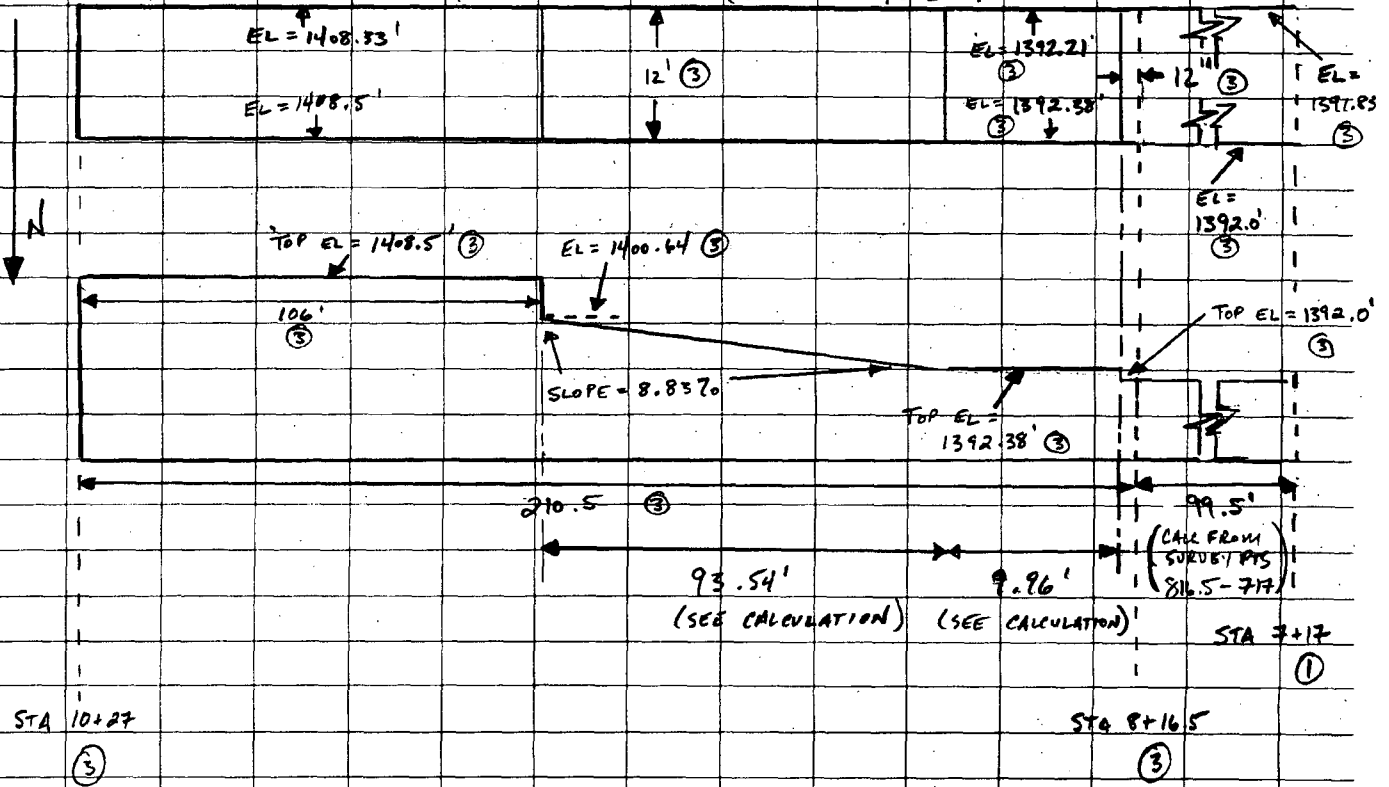 EL = 1408.33'
12' ③
EL = 1392.21'
③
12" ③
EL =
1391.83
③
EL = 1408.5'
EL = 1392.38'
③
EL =
1392.0'
③
N
TOP EL = 1408.5' ③
EL = 1400.64 ③
106'
③
TOP EL = 1392.0'
③
SLOPE = 8.83%
TOP EL =
1392.38' ③
210.5 ③
99.5'
(CALC FROM
SURVEY PTS
816.5-717)
93.54'
(SEE CALCULATION)
9.96'
(SEE CALCULATION)
STA 7+17
①
STA 10+27
③
STA 8+16.5
③